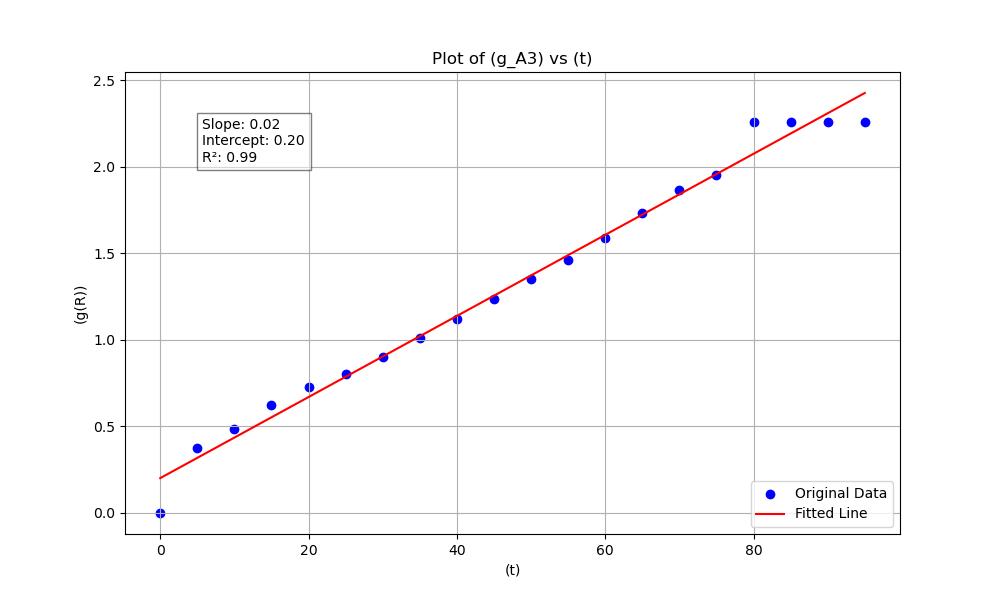 Plot of (g_A3) vs (t)
2.5
2.0
1.5
1.0
0.5
0.0
(g(R))
Slope: 0.02
Intercept: 0.20
R²: 0.99
Original Data
Fitted Line
0 20 40 60 80
(t)